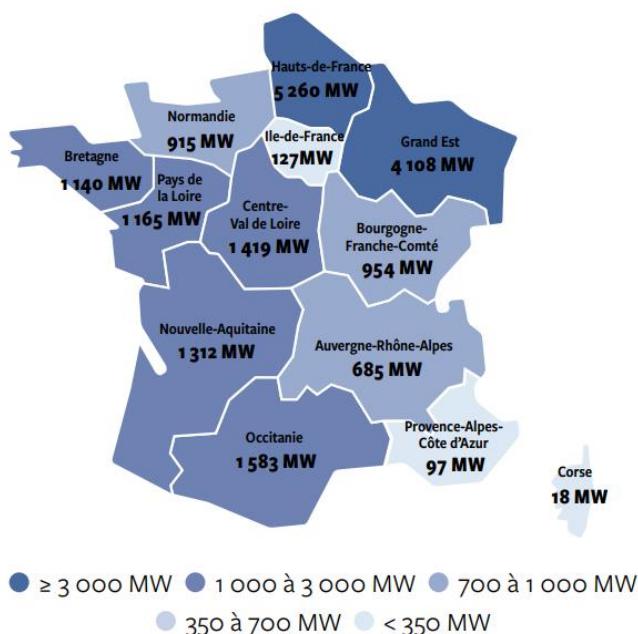 Hauts-de-France
5 260 MW
Normandie
915 MW
Ile-de-France
127MW
Grand Est
4 108 MW
Bretagne
1 140 MW
Pays de
la Loire
1 165 MW
Centre-
Val de Loire
1 419 MW
Bourgogne-
Franche-Comté
954 MW
Nouvelle-Aquitaine
1 312 MW
Auvergne-Rhône-Alpes
685 MW
Occitanie
1 583 MW
Provence-Alpes-
Côte d'Azur
97 MW
Corse
18 MW
≥ 3 000 MW 1 000 à 3 000 MW 700 à 1 000 MW
350 à 700 MW < 350 MW